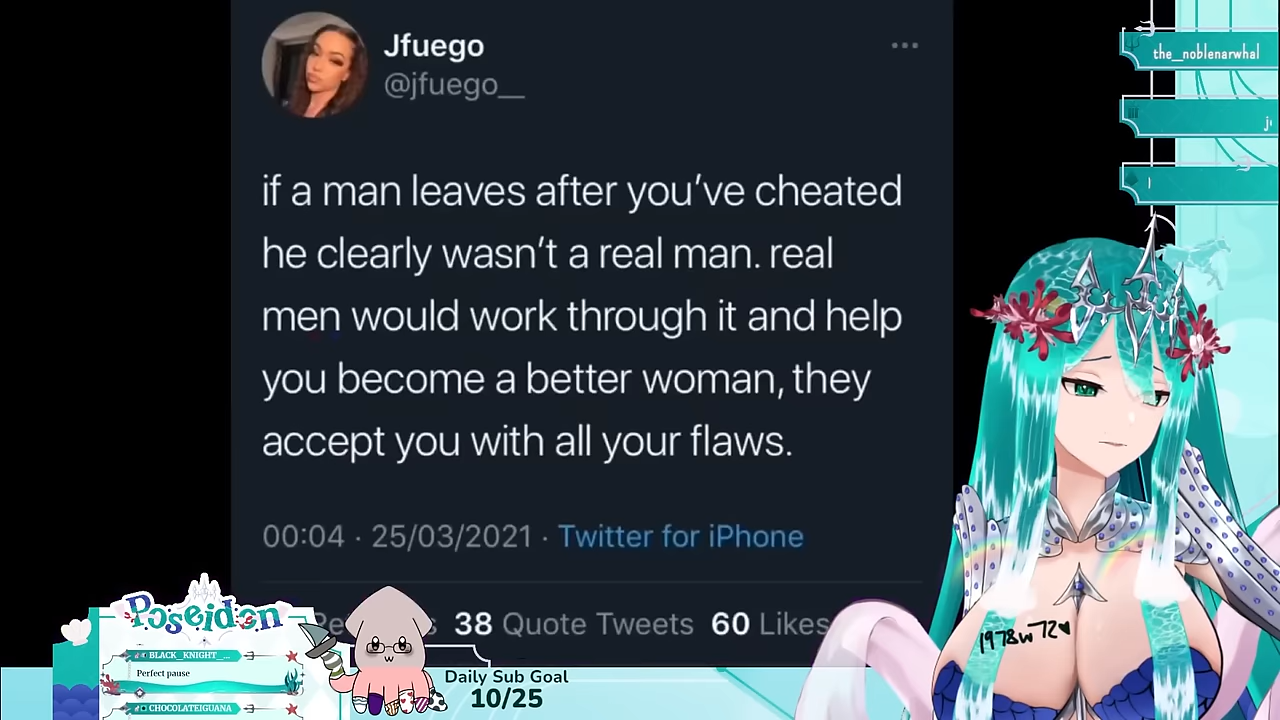 Jfuego
@jfuego__
if a man leaves after you've cheated
he clearly wasn't a real man. real
men would work through it and help
you become a better woman, they
accept you with all your flaws.
00:04 · 25/03/2021 · Twitter for iPhone
38 Quote Tweets 60 Likes
the__noblenarwhal
1978w72♥
Poseidon
BLACK_KNIGHT_...
Perfect pause
CHOCOLATEIGUANA
Daily Sub Goal
10/25